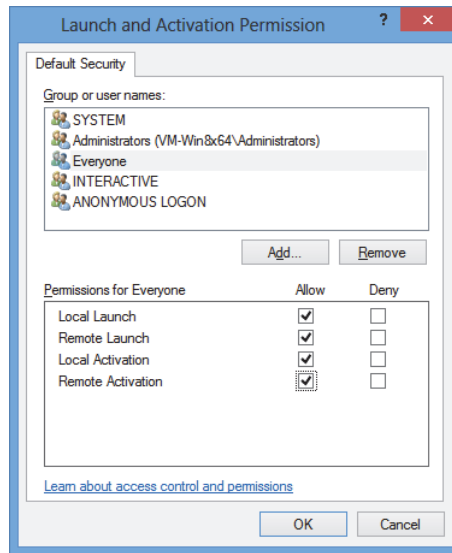 Launch and Activation Permission ?
Default Security
Group or user names:
SYSTEM
Administrators (VM-Win8x64\Administrators)
Everyone
INTERACTIVE
ANONYMOUS LOGON
Add... Remove
Permissions for Everyone Allow Deny
Local Launch
Remote Launch
Local Activation
Remote Activation
Learn about access control and permissions
OK Cancel